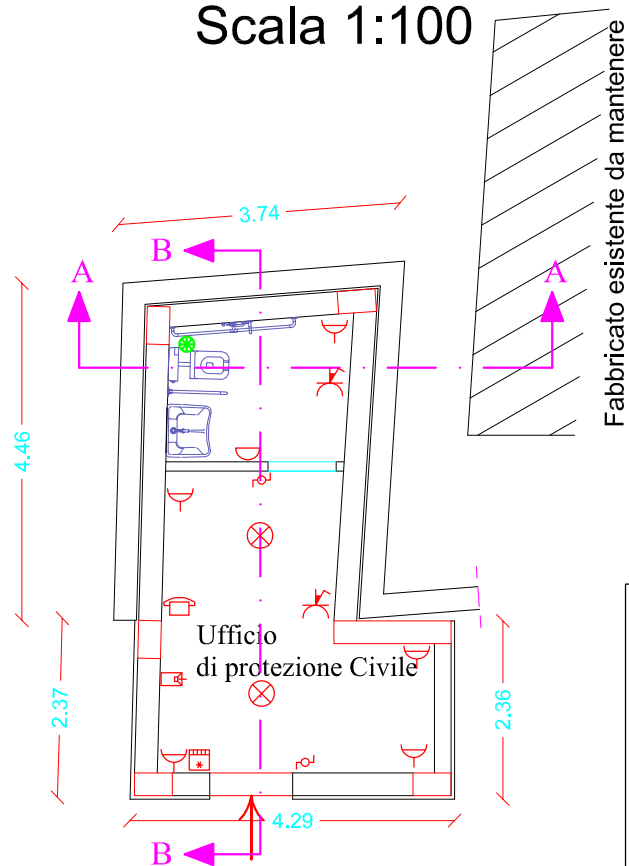 Scala 1:100
Fabbricato esistente da mantenere
3.74
B
A
A
4.46
Ufficio
di protezione Civile
2.37
2.36
4.29
B